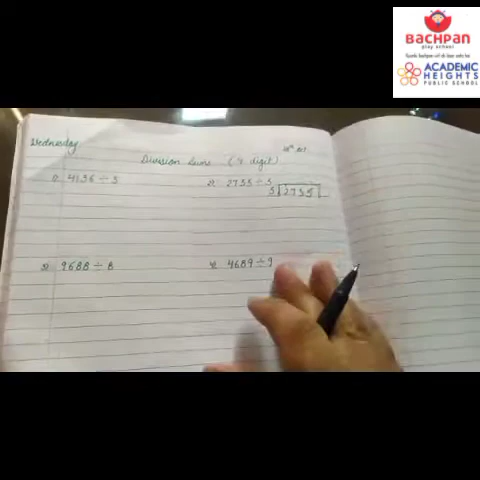 BACHPAN
play school
ACADEMIC
HEIGHTS
PUBLIC SCHOOL
Wednesday
Division Sums (4 digit)
1) 4136 ÷ 3
2) 2735 ÷ 5
5 2735
3) 9688 ÷ 8
4) 4689 ÷ 9